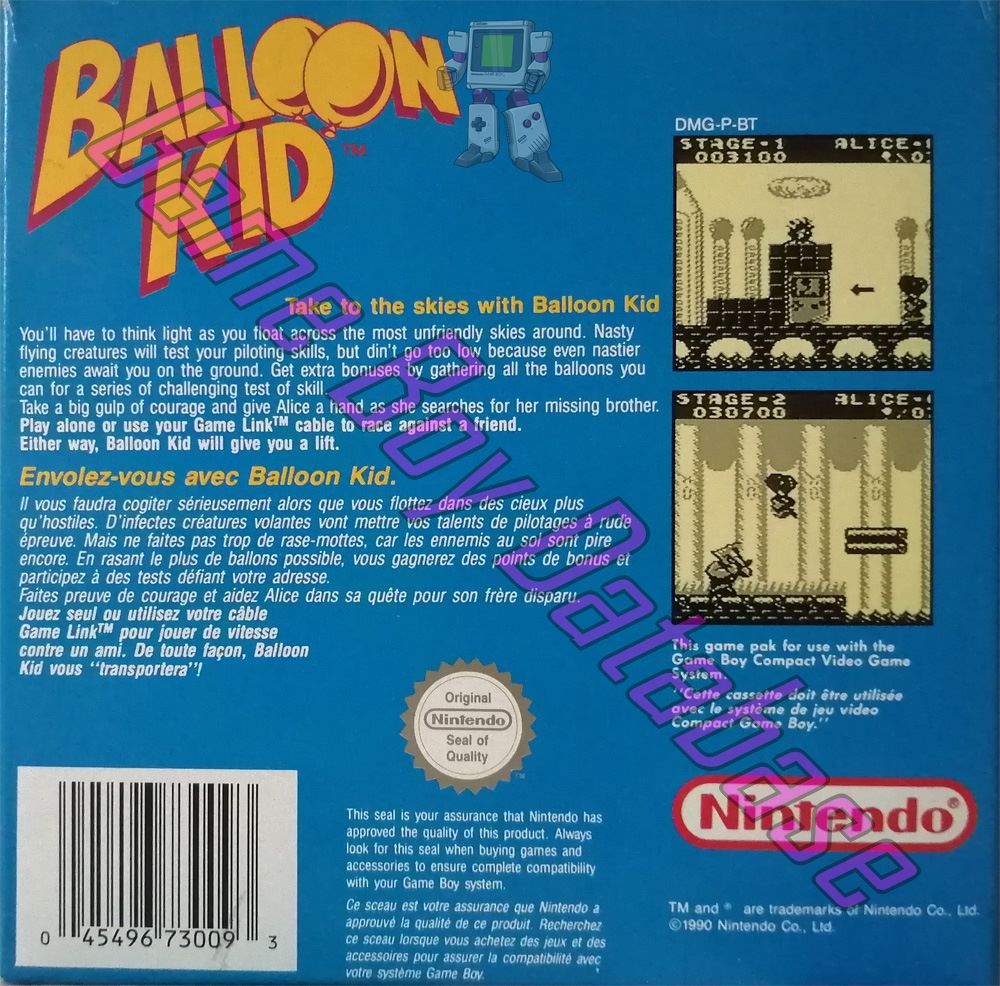 BALLOON
KID™
DMG-P-BT
STAGE-1 ALICE-
003100
Take to the skies with Balloon Kid
You'll have to think light as you float across the most unfriendly skies around. Nasty
flying creatures will test your piloting skills, but din't go too low because even nastier
enemies await you on the ground. Get extra bonuses by gathering all the balloons you
can for a series of challenging test of skill.
Take a big gulp of courage and give Alice a hand as she searches for her missing brother.
Play alone or use your Game Link™ cable to race against a friend.
Either way, Balloon Kid will give you a lift.
STAGE-2 ALICE-
030700
Envolez-vous avec Balloon Kid.
Il vous faudra cogiter sérieusement alors que vous flottez dans des cieux plus
qu'hostiles. D'infectes créatures volantes vont mettre vos talents de pilotages à rude
épreuve. Mais ne faites pas trop de rase-mottes, car les ennemis au sol sont pire
encore. En rasant le plus de ballons possible, vous gagnerez des points de bonus et
participez à des tests défiant votre adresse.
Faites preuve de courage et aidez Alice dans sa quête pour son frère disparu.
Jouez seul ou utilisez votre câble
Game Link™ pour jouer de vitesse
contre un ami. De toute façon, Balloon
Kid vous "transportera"!
This game pak for use with the
Game Boy Compact Video Game
System.
"Cette cassette doit être utilisée
avec le système de jeu video
Compact Game Boy."
Original
Nintendo
Seal of
Quality
™
Nintendo®
This seal is your assurance that Nintendo has
approved the quality of this product. Always
look for this seal when buying games and
accessories to ensure complete compatibility
with your Game Boy system.
Ce sceau est votre assurance que Nintendo a
approuvé la qualité de ce produit. Recherchez
ce sceau lorsque vous achetez des jeux et des
accessoires pour assurer la compatibilité avec
votre système Game Boy.
0 45496 73009 3
TM and ® are trademarks of Nintendo Co., Ltd.
©1990 Nintendo Co., Ltd.
Game Boy Database